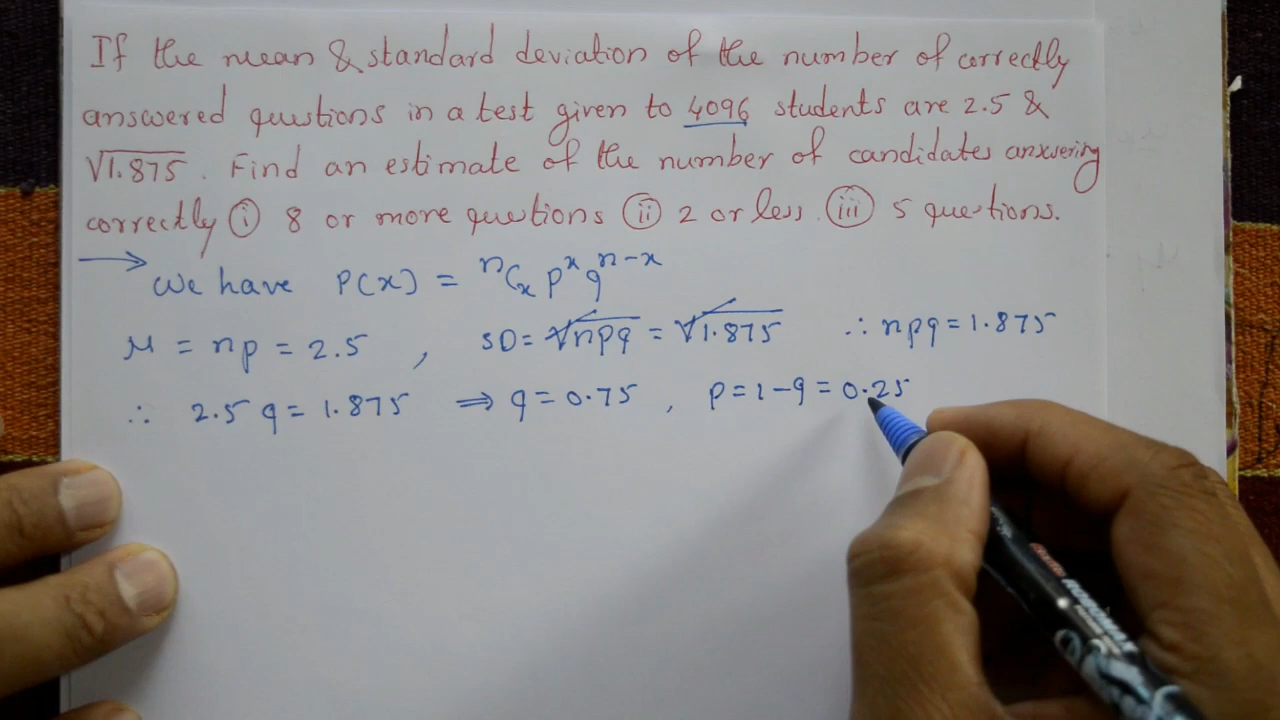 If the mean & standard deviation of the number of correctly
answered questions in a test given to 4096 students are 2.5 &
√1.875. Find an estimate of the number of candidates answering
correctly (i) 8 or more questions (ii) 2 or less. (iii) 5 questions.
→ We have P(x) = ⁿCₓ pˣ qⁿ⁻ˣ
μ = np = 2.5 , SD = √npq = √1.875 ∴ npq = 1.875
∴ 2.5 q = 1.875 ⇒ q = 0.75 , p = 1 - q = 0.25